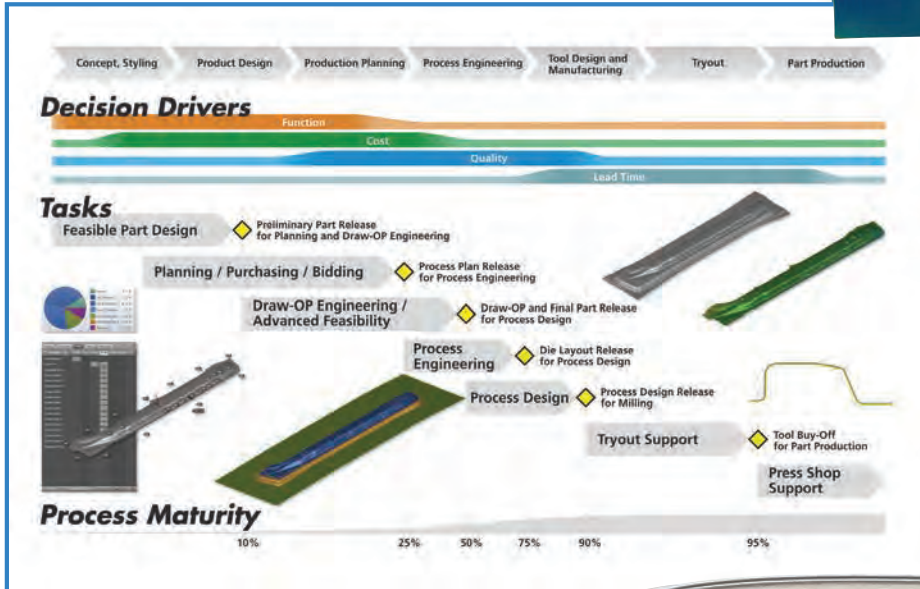 Concept, Styling
Product Design
Production Planning
Process Engineering
Tool Design and
Manufacturing
Tryout
Part Production
Decision Drivers
Function
Cost
Quality
Lead Time
Tasks
Feasible Part Design
Preliminary Part Release
for Planning and Draw-OP Engineering
Planning / Purchasing / Bidding
Process Plan Release
for Process Engineering
Draw-OP Engineering /
Advanced Feasibility
Draw-OP and Final Part Release
for Process Design
Process
Engineering
Die Layout Release
for Process Design
Process Design
Process Design Release
for Milling
Tryout Support
Tool Buy-Off
for Part Production
Press Shop
Support
Process Maturity
10%
25%
50%
75%
90%
95%